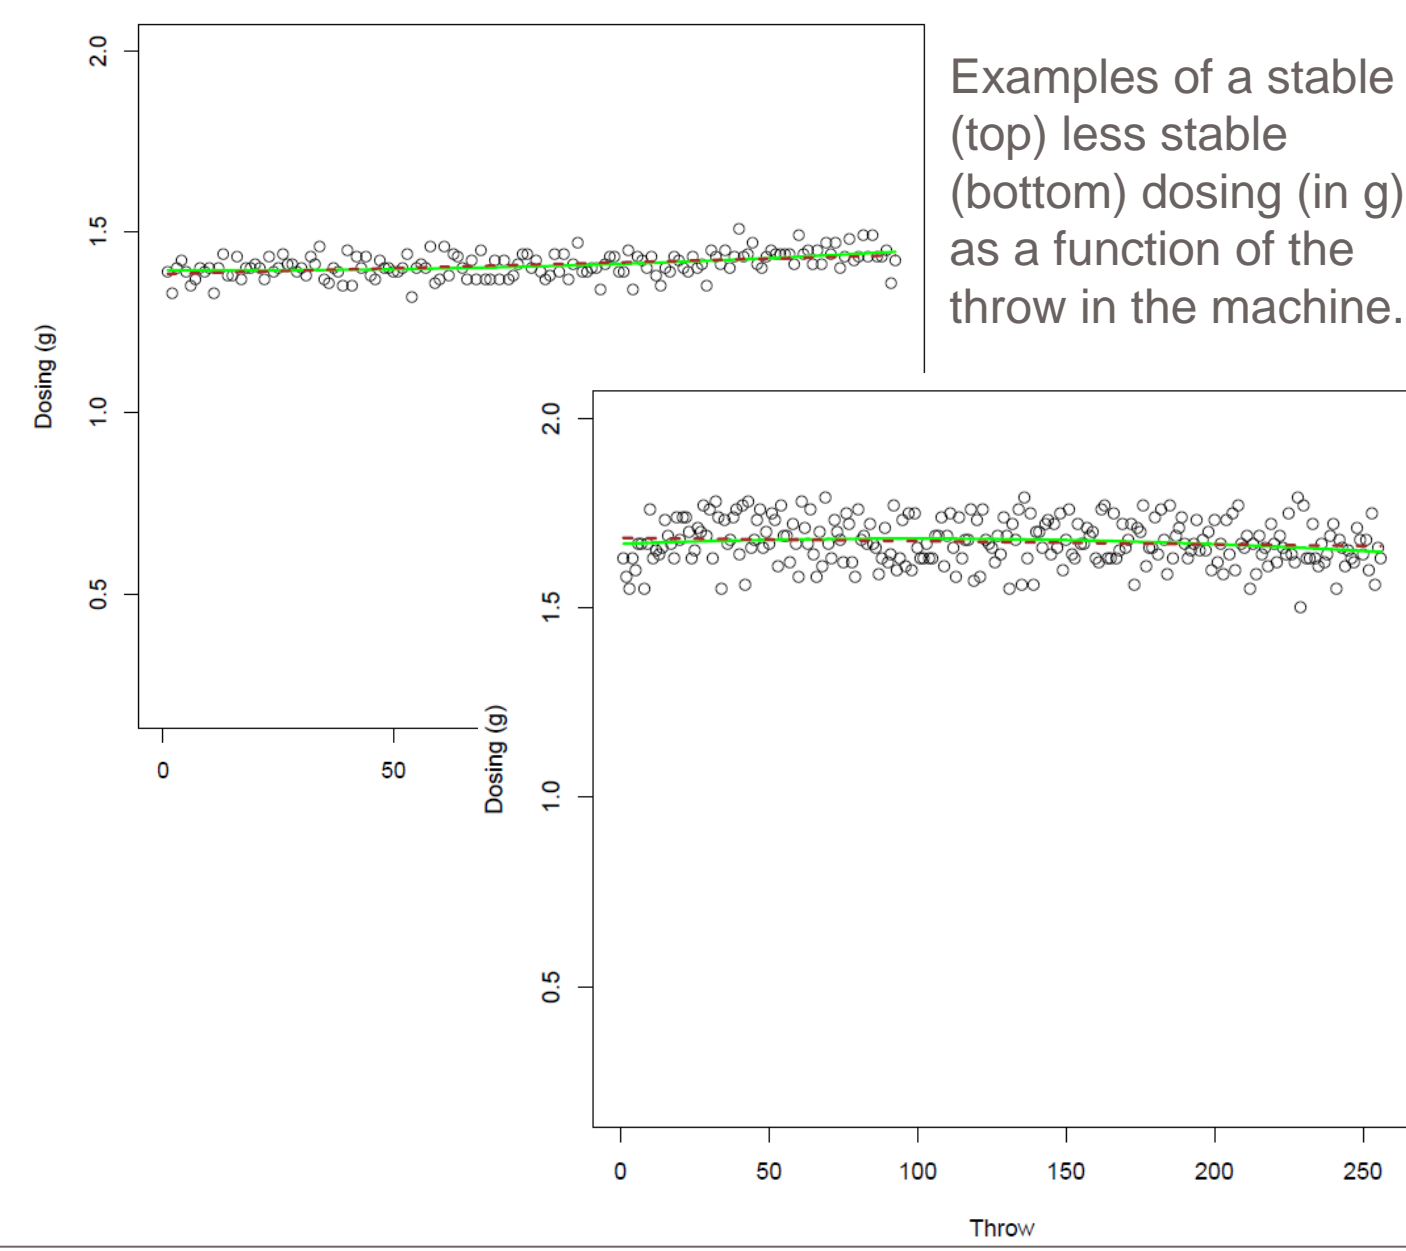 Examples of a stable
(top) less stable
(bottom) dosing (in g)
as a function of the
throw in the machine.
2.0
1.5
1.0
0.5
Dosing (g)
0
50
2.0
1.5
1.0
0.5
Dosing (g)
0
50
100
150
200
250
Throw